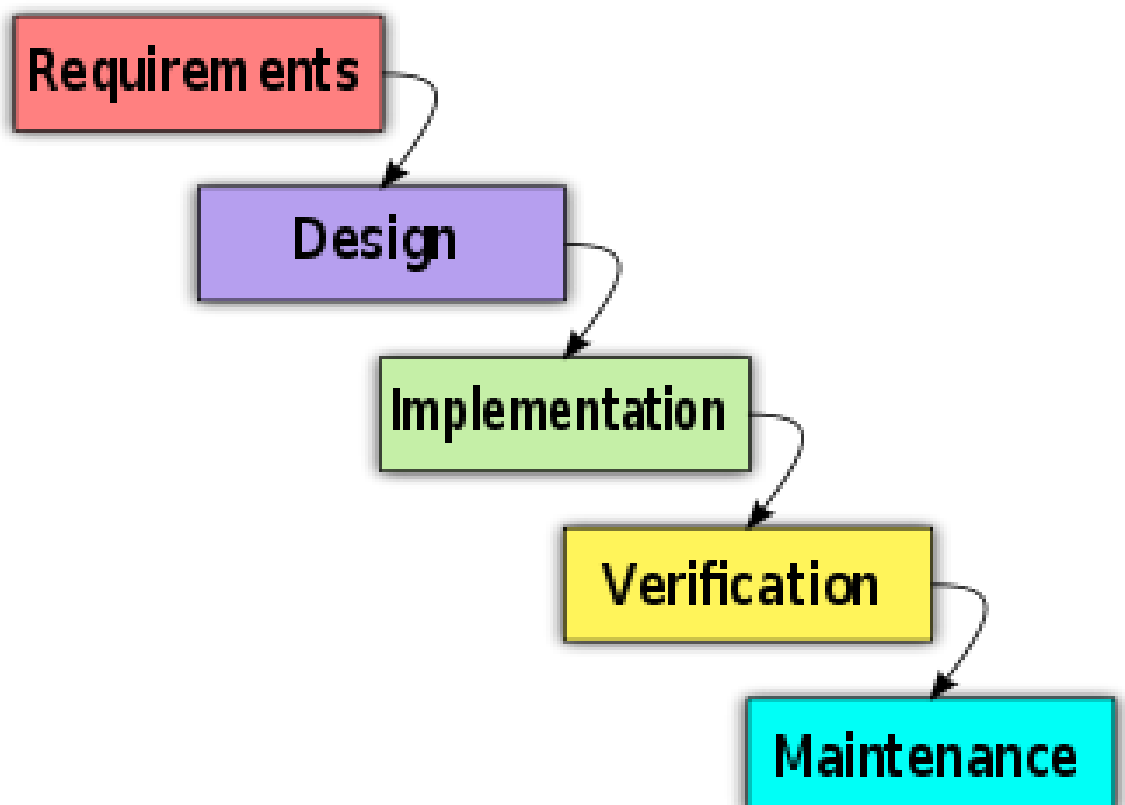 Requirements
Design
Implementation
Verification
Maintenance